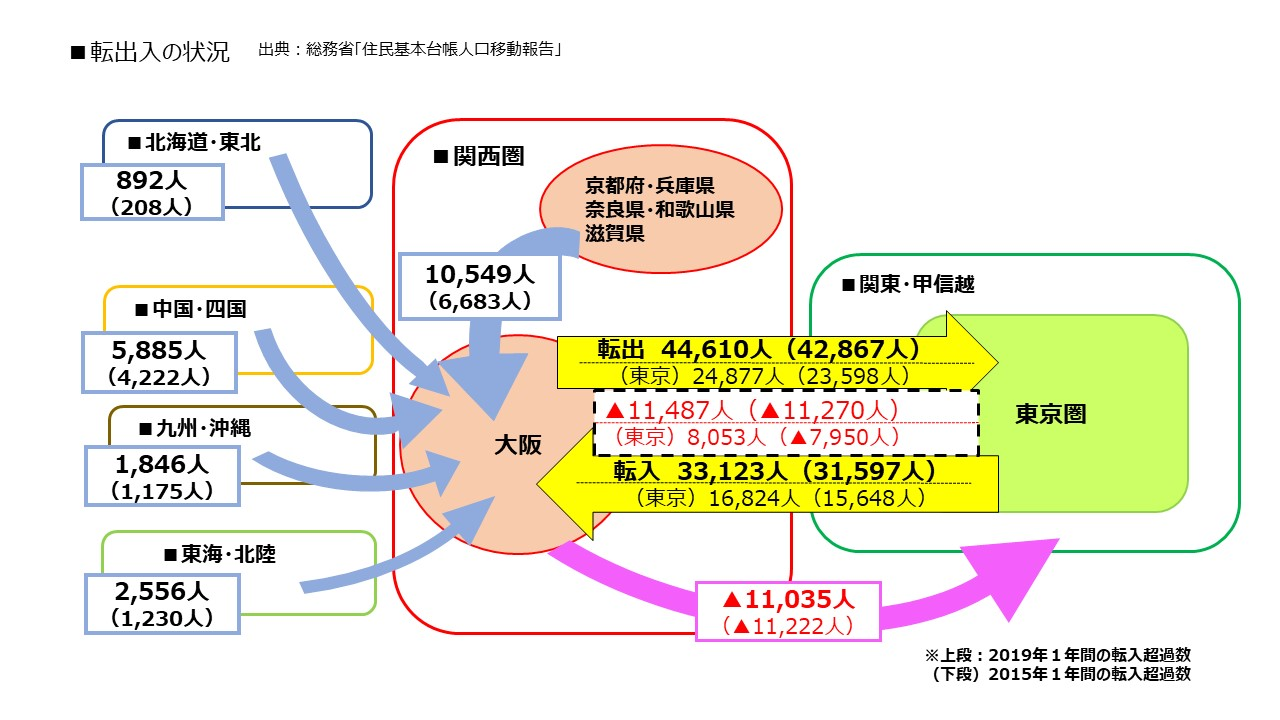 ■転出入の状況 出典：総務省｢住民基本台帳人口移動報告｣
■北海道･東北
892人
（208人）
■中国･四国
5,885人
（4,222人）
■九州･沖縄
1,846人
（1,175人）
■東海･北陸
2,556人
（1,230人）
■関西圏
京都府･兵庫県
奈良県･和歌山県
滋賀県
10,549人
（6,683人）
大阪
■関東･甲信越
東京圏
転出 44,610人（42,867人）
（東京）24,877人（23,598人）
▲11,487人（▲11,270人）
（東京）8,053人（▲7,950人）
転入 33,123人（31,597人）
（東京）16,824人（15,648人）
▲11,035人
（▲11,222人）
※上段：2019年１年間の転入超過数
（下段）2015年１年間の転入超過数